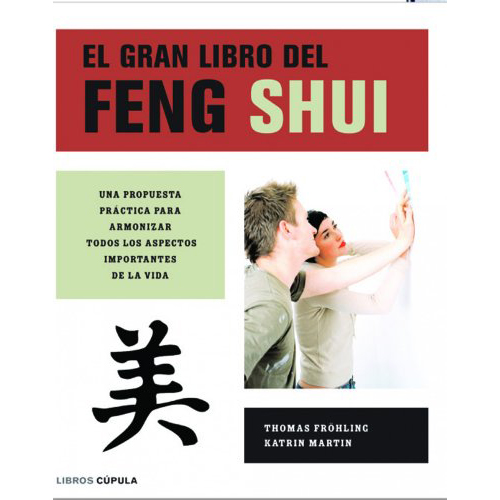 EL GRAN LIBRO DEL
FENG SHUI
UNA PROPUESTA
PRÁCTICA PARA
ARMONIZAR
TODOS LOS ASPECTOS
IMPORTANTES
DE LA VIDA
美
THOMAS FRÖHLING
KATRIN MARTIN
LIBROS CÚPULA